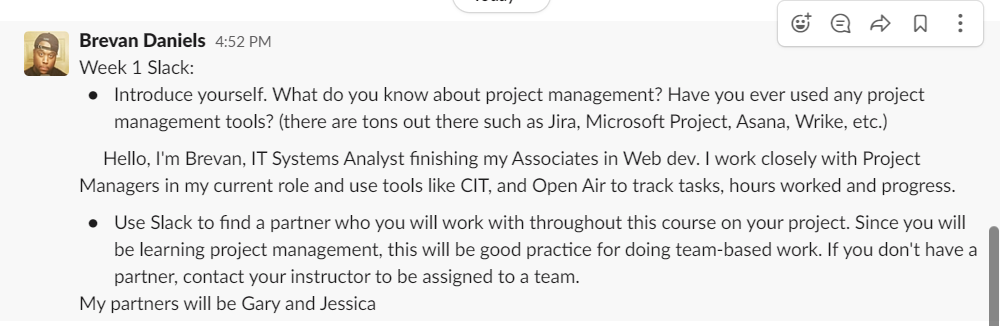 Today
Brevan Daniels 4:52 PM
Week 1 Slack:
● Introduce yourself. What do you know about project management? Have you ever used any project
management tools? (there are tons out there such as Jira, Microsoft Project, Asana, Wrike, etc.)
Hello, I'm Brevan, IT Systems Analyst finishing my Associates in Web dev. I work closely with Project
Managers in my current role and use tools like CIT, and Open Air to track tasks, hours worked and progress.
● Use Slack to find a partner who you will work with throughout this course on your project. Since you will
be learning project management, this will be good practice for doing team-based work. If you don't have a
partner, contact your instructor to be assigned to a team.
My partners will be Gary and Jessica